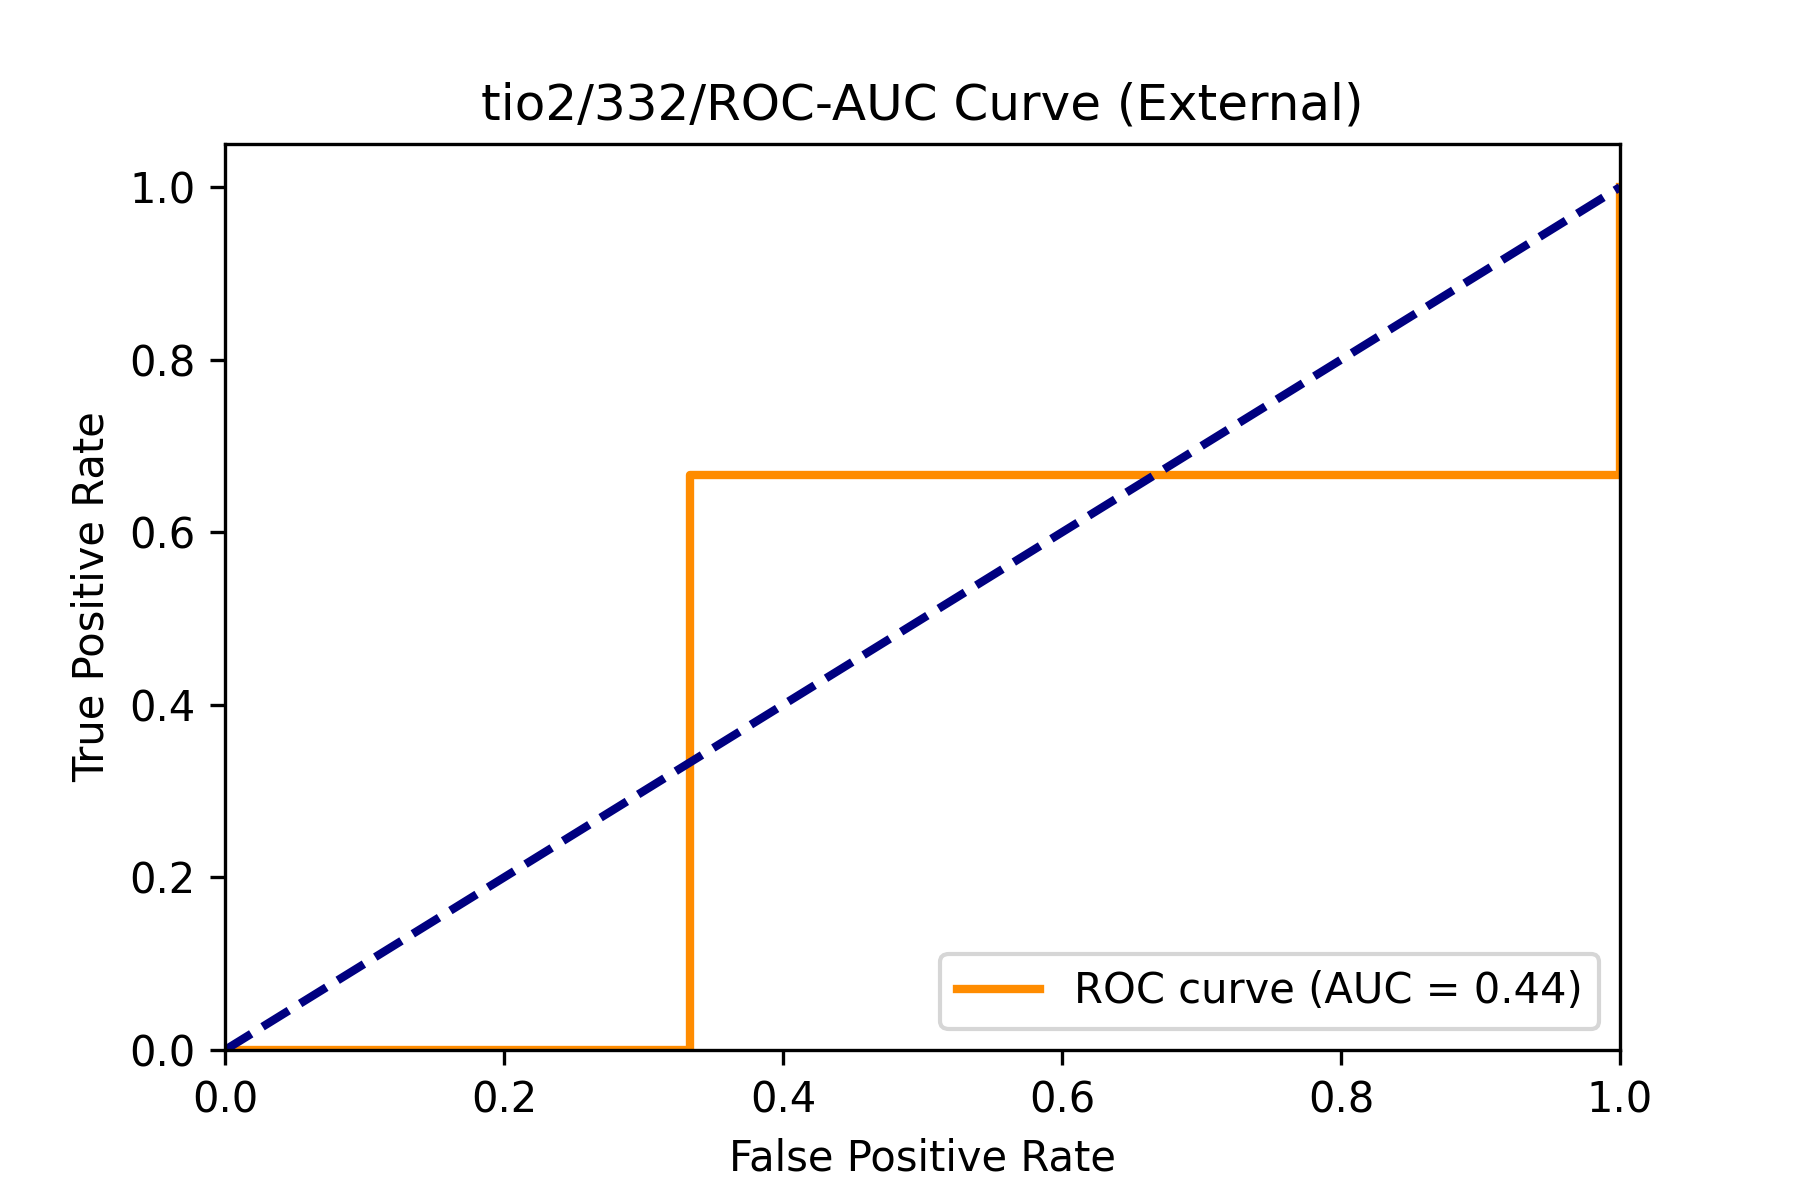 tio2/332/ROC-AUC Curve (External)
True Positive Rate
1.0
0.8
0.6
0.4
0.2
0.0
ROC curve (AUC = 0.44)
0.0 0.2 0.4 0.6 0.8 1.0
False Positive Rate